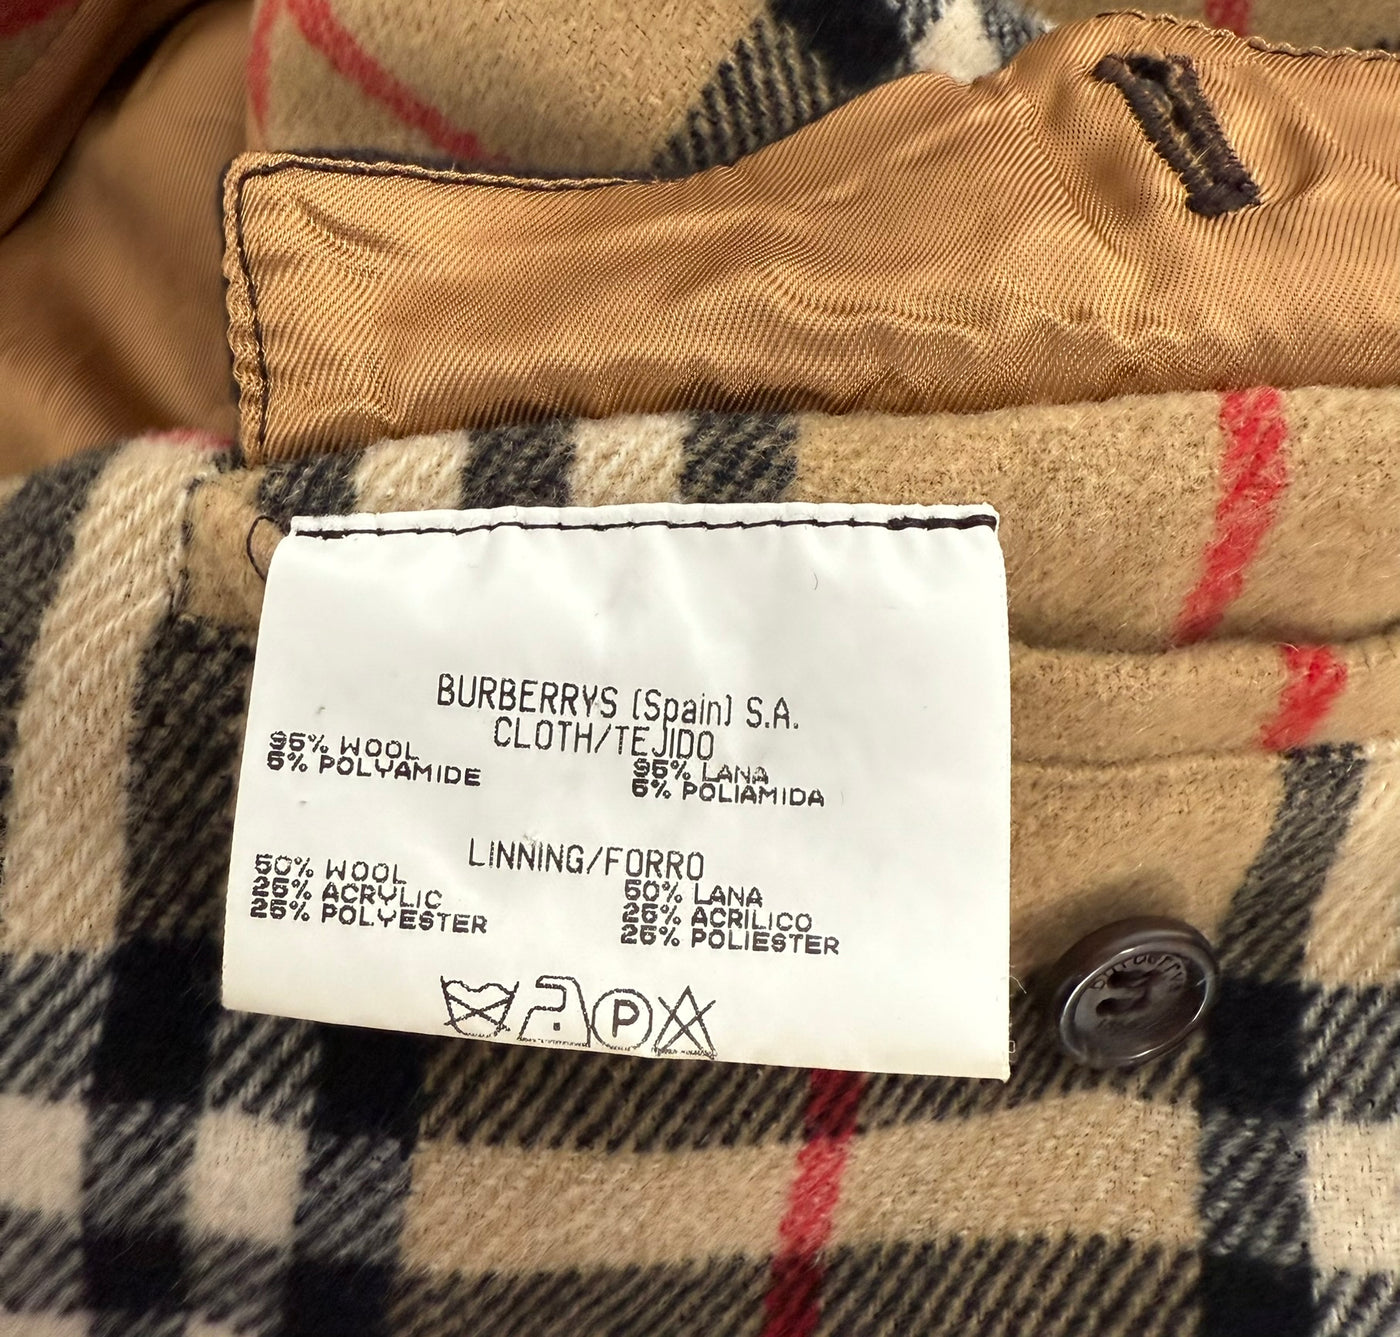 BURBERRYS (Spain) S.A.
CLOTH/TEJIDO
95% WOOL
5% POLYAMIDE
95% LANA
5% POLIAMIDA
LINNING/FORRO
50% WOOL
25% ACRYLIC
25% POLYESTER
50% LANA
25% ACRILICO
25% POLIESTER
P
Burberrys